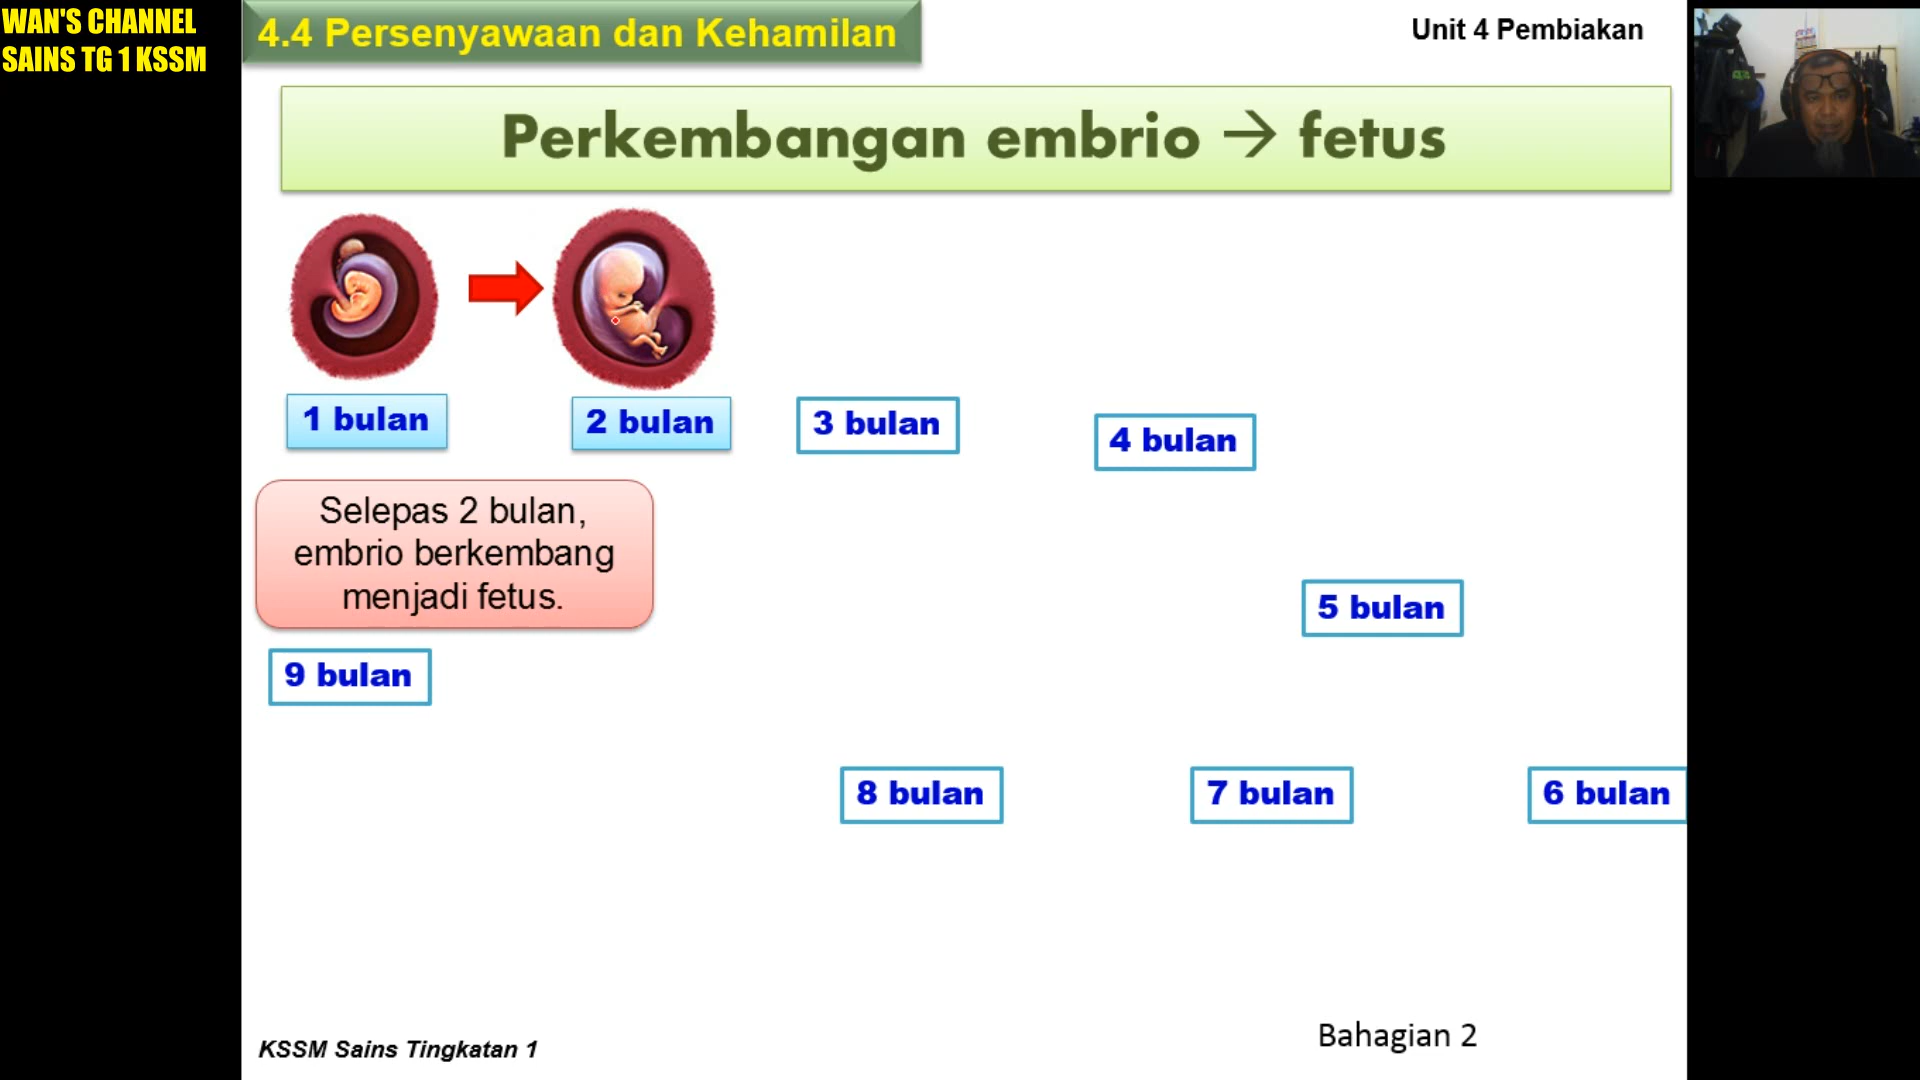 WAN'S CHANNEL
SAINS TG 1 KSSM
4.4 Persenyawaan dan Kehamilan
Unit 4 Pembiakan
Perkembangan embrio → fetus
1 bulan
2 bulan
3 bulan
4 bulan
Selepas 2 bulan,
embrio berkembang
menjadi fetus.
5 bulan
9 bulan
8 bulan
7 bulan
6 bulan
KSSM Sains Tingkatan 1
Bahagian 2